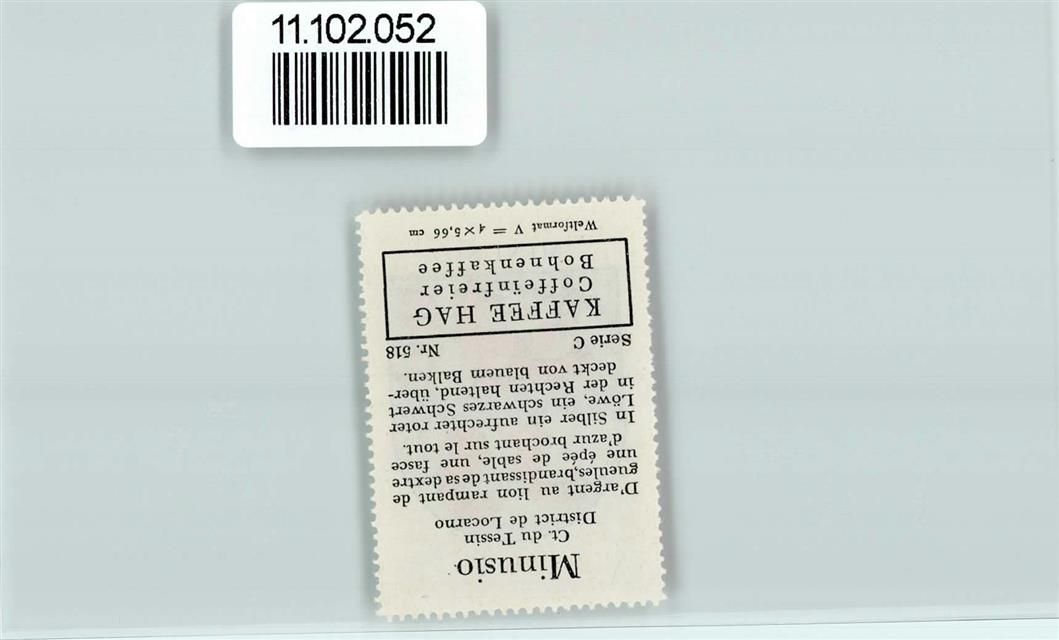 11.102.052
Minusio
Ct. du Tessin
District de Locarno
D'argent au lion rampant de
gueules, brandissant de sa dextre
une épée de sable, une fasce
d'azur brochant sur le tout.
In Silber ein aufrechter roter
Löwe, ein schwarzes Schwert
in der Rechten haltend, über-
deckt von blauem Balken.
Serie C Nr. 518
KAFFEE HAG
Coffeïnfreier
Bohnenkaffee
Weltformat V = 4 × 5,66 cm